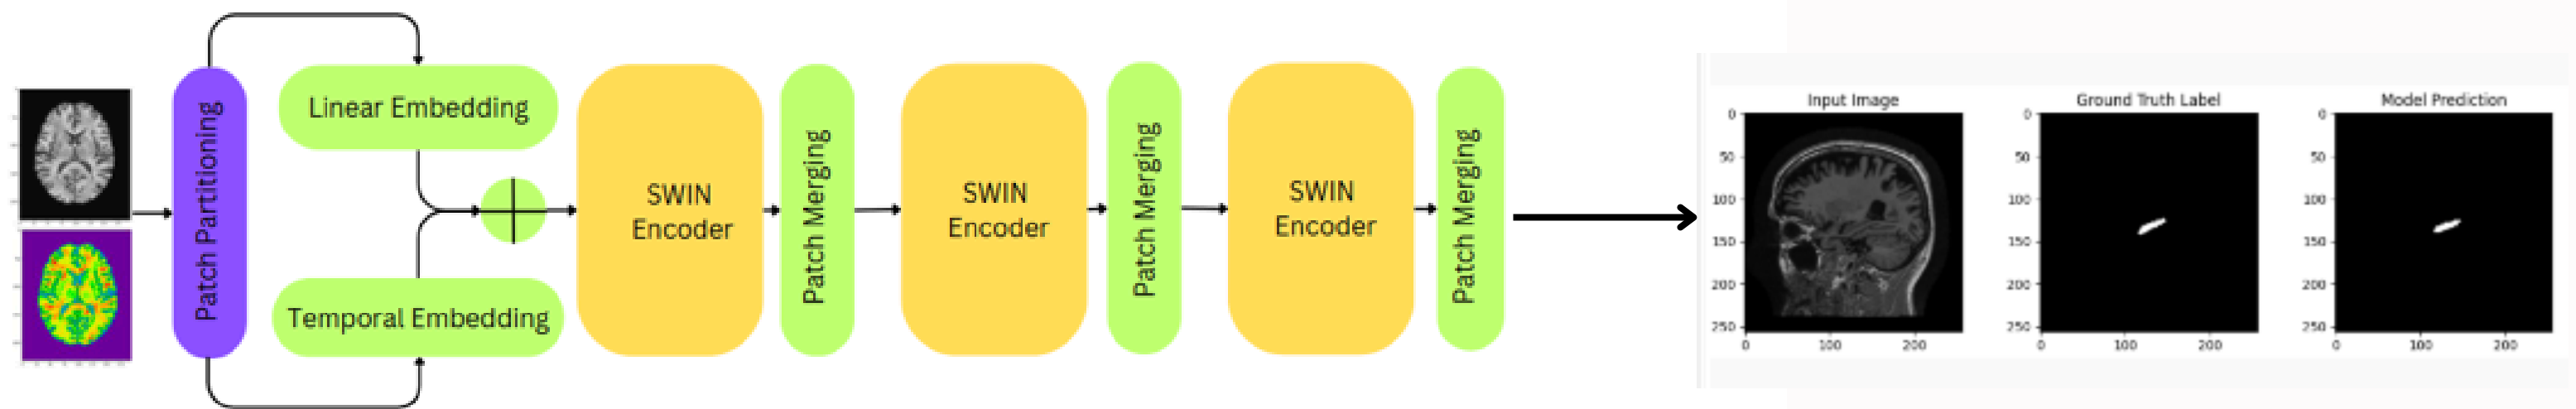 Patch Partitioning
Linear Embedding
Temporal Embedding
SWIN
Encoder
Patch Merging
SWIN
Encoder
Patch Merging
SWIN
Encoder
Patch Merging
Input Image
0
50
100
150
200
250
0 100 200
Ground Truth Label
0
50
100
150
200
250
0 100 200
Model Prediction
0
50
100
150
200
250
0 100 200